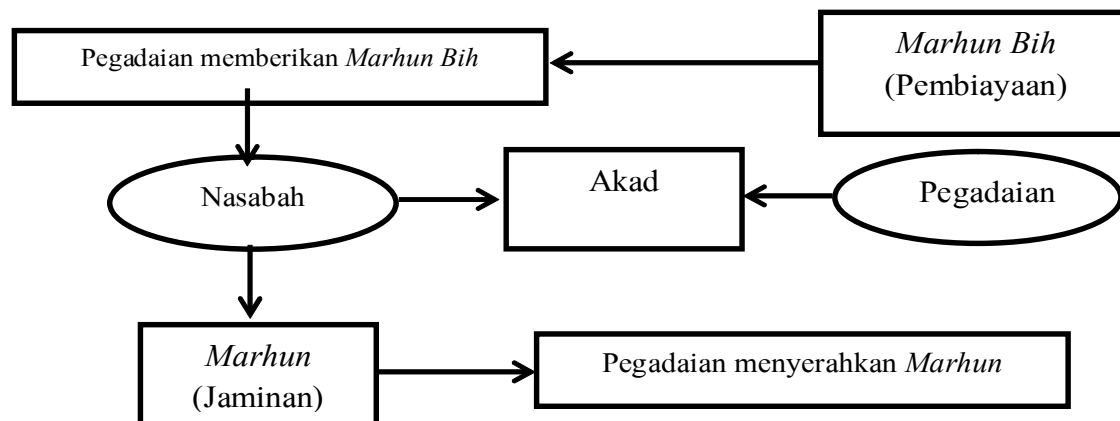 Pegadaian memberikan Marhun Bih
Marhun Bih
(Pembiayaan)
Nasabah
Akad
Pegadaian
Marhun
(Jaminan)
Pegadaian menyerahkan Marhun